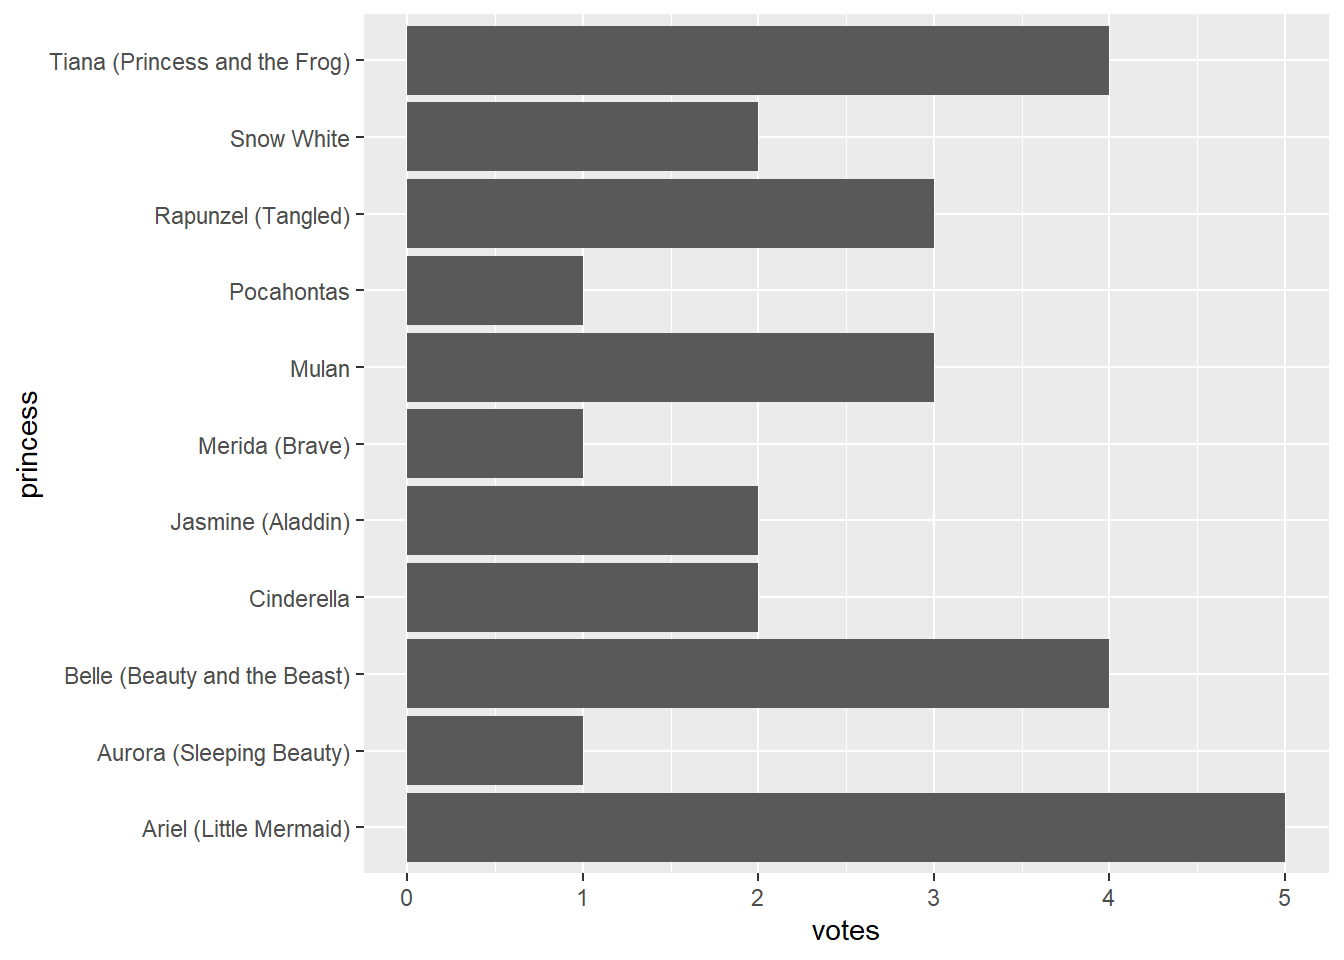 princess
Tiana (Princess and the Frog)
Snow White
Rapunzel (Tangled)
Pocahontas
Mulan
Merida (Brave)
Jasmine (Aladdin)
Cinderella
Belle (Beauty and the Beast)
Aurora (Sleeping Beauty)
Ariel (Little Mermaid)
0 1 2 3 4 5
votes